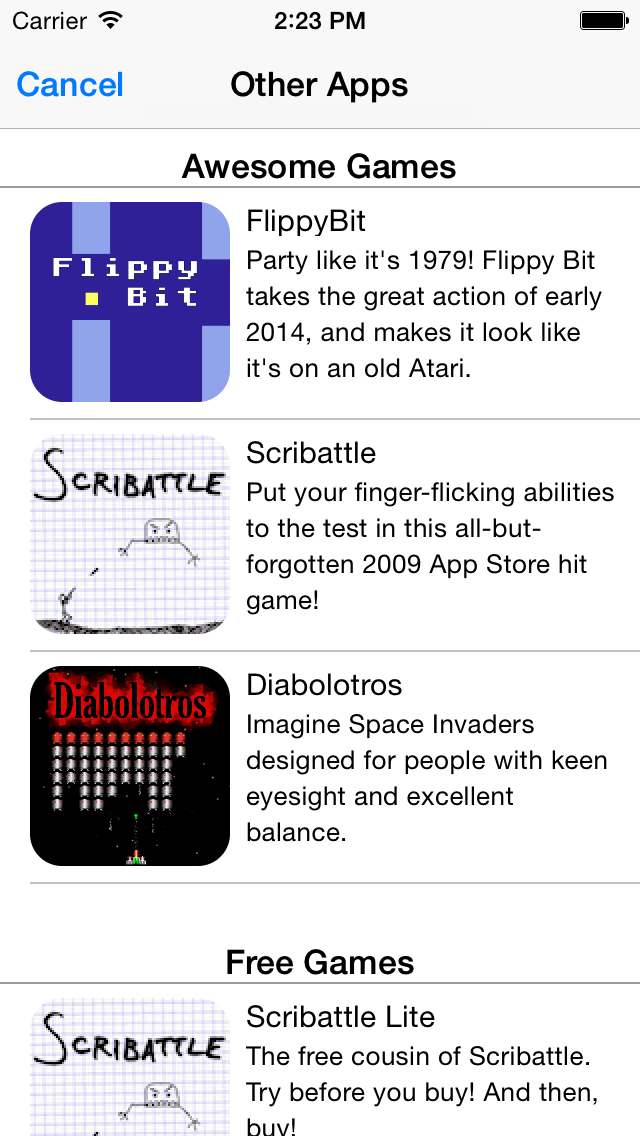 Carrier 2:23 PM
Cancel Other Apps
Awesome Games
Flippy
Bit
FlippyBit
Party like it's 1979! Flippy Bit
takes the great action of early
2014, and makes it look like
it's on an old Atari.
SCRIBATTLE
Scribattle
Put your finger-flicking abilities
to the test in this all-but-
forgotten 2009 App Store hit
game!
Diabolotros
Diabolotros
Imagine Space Invaders
designed for people with keen
eyesight and excellent
balance.
Free Games
SCRIBATTLE
Scribattle Lite
The free cousin of Scribattle.
Try before you buy! And then,
buy!